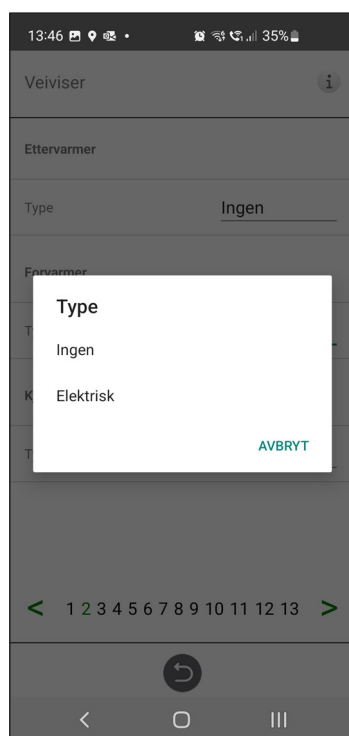 13:46 35%
Veiviser i
Ettervarmer
Type Ingen
Forvarmer
T
Type
Ingen
K
Elektrisk
AVBRYT
T
< 1 2 3 4 5 6 7 8 9 10 11 12 13 >